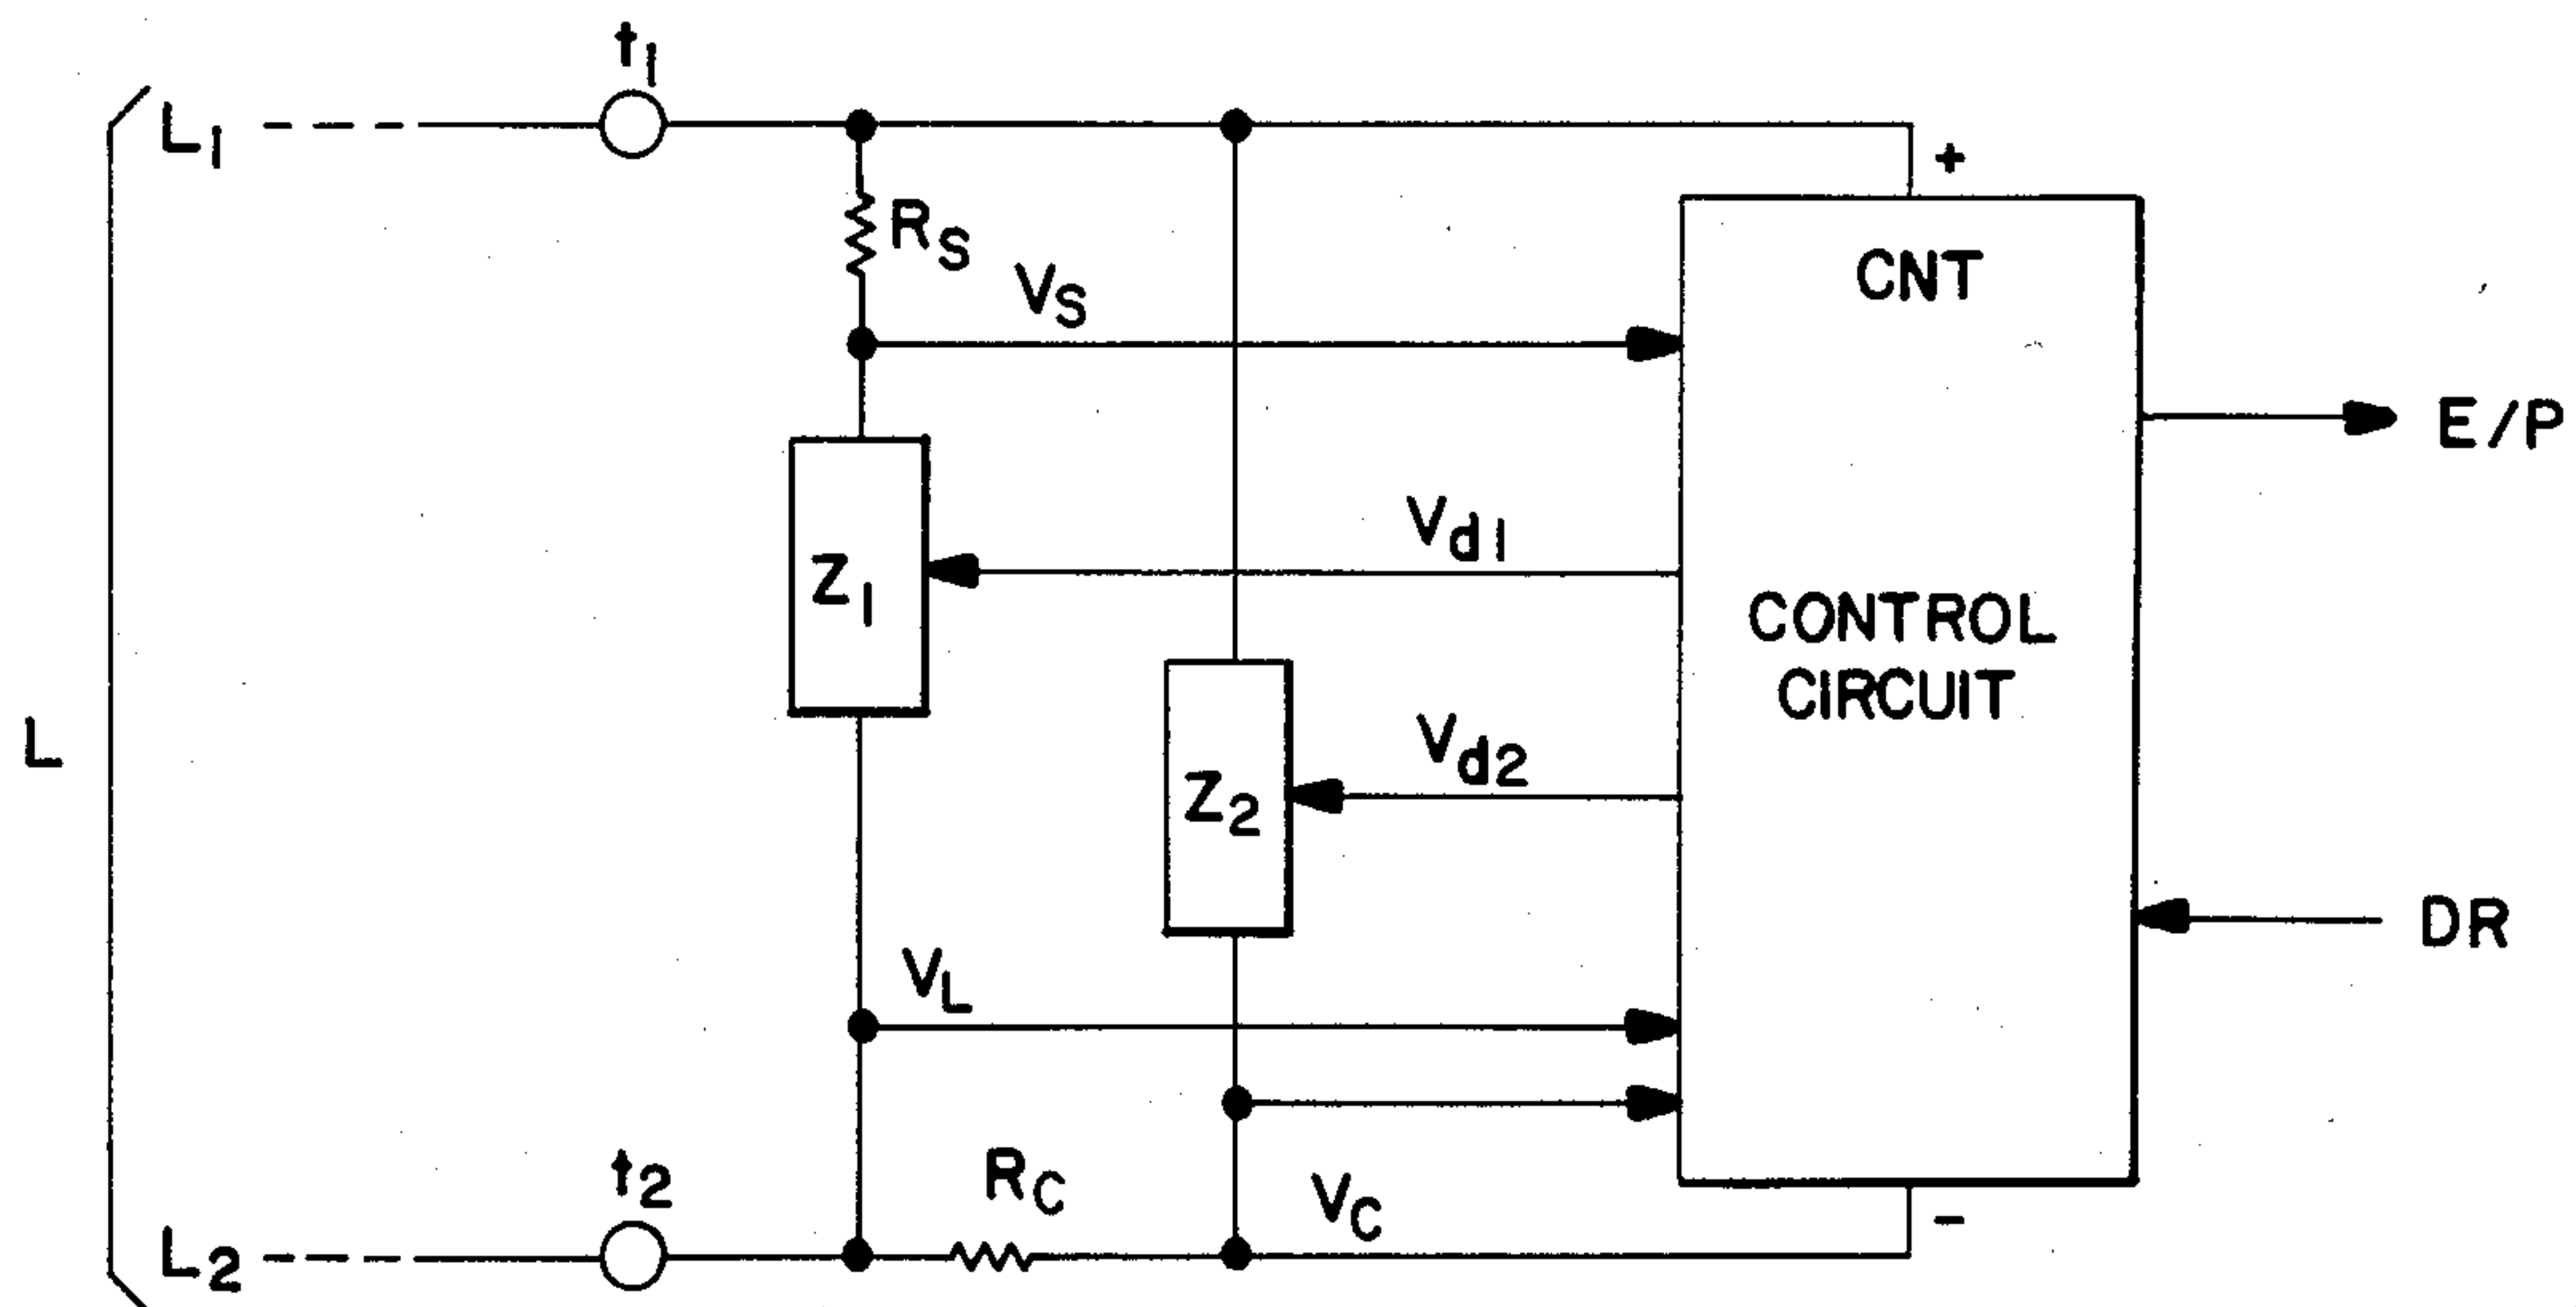 t1
L1
+
RS
CNT
VS
E/P
Vd1
Z1
CONTROL
CIRCUIT
L
Vd2
Z2
DR
VL
t2
RC
VC
-
L2